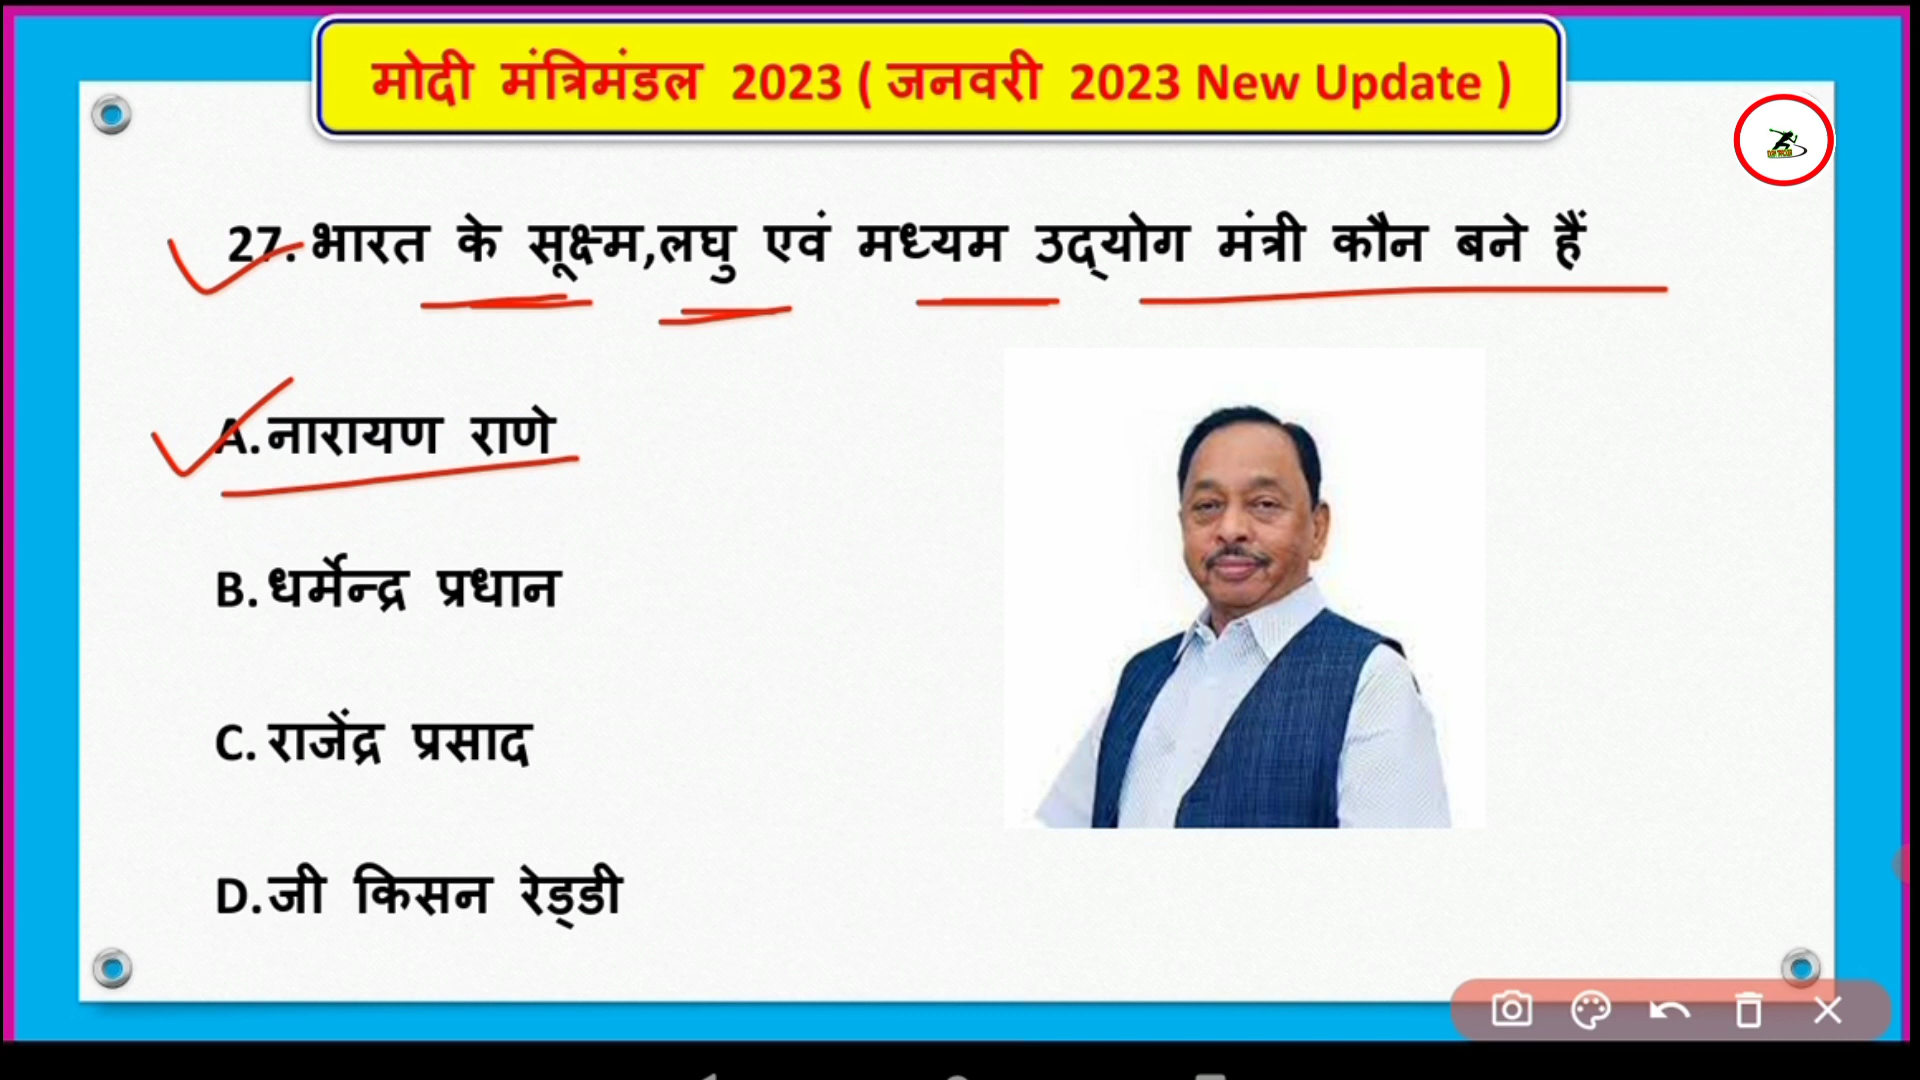 मोदी मंत्रिमंडल 2023 ( जनवरी 2023 New Update )
27. भारत के सूक्ष्म,लघु एवं मध्यम उद्‌योग मंत्री कौन बने हैं
A.नारायण राणे
B.धर्मेन्द्र प्रधान
C. राजेंद्र प्रसाद
D.जी किसन रेड्‌डी